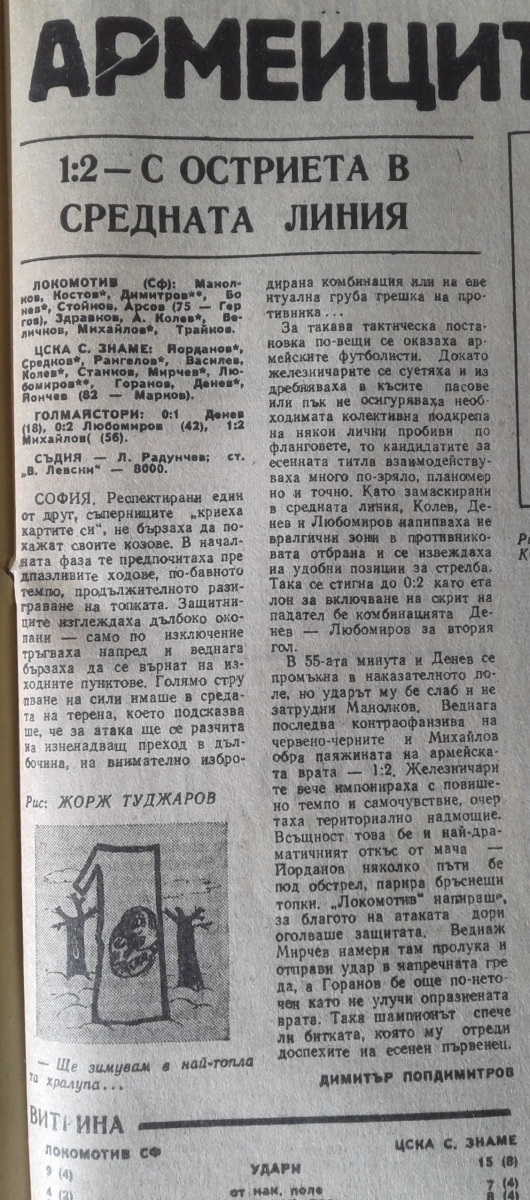 АРМЕЙЦИТ
1:2 — С ОСТРИЕТА В
СРЕДНАТА ЛИНИЯ
ЛОКОМОТИВ (Сф): Манол-
ков, Костов*, Димитров**, Бо
нев*, Стойнов, Арсов (75 — Гер
гов), Здравков, А. Колев*, Ве-
личков, Михайлов*, Трайков.
ЦСКА С. ЗНАМЕ: Йорданов*,
Средков*, Рангелов*, Василев,
Колев*, Станков, Мирчев*, Лю-
бомиров**, Горанов, Денев*,
Йончев (82 — Марков).
ГОЛМАЙСТОРИ: 0:1 Денев
(18), 0:2 Любомиров (42), 1:2
Михайлов( (56).
СЪДИЯ — Л. Радунчев; ст.
„В. Левски" — 8000.
СОФИЯ. Респектирани един
от друг, съперниците „криеха
картите си", не бързаха да по-
кажат своите козове. В начал-
ната фаза те предпочитаха пре
дпазливите ходове, по-бавното
темпо, продължителното рази-
граване на топката. Защитни-
ците изглеждаха дълбоко око-
пани — само по изключение
тръгваха напред и веднага
бързаха да се върнат на из-
ходните пунктове. Голямо стру
пване на сили имаше в среда-
та на терена, което подсказва
ше, че за атака ще се разчита
на изненадващ преход в дъл-
бочина, на внимателно избро-
Рис: ЖОРЖ ТУДЖАРОВ
1
— Ще зимувам в най-топла
та хралупа...
дирана комбинация или на еве
нтуална груба грешка на про-
тивника...
За такава тактическа поста-
новка по-вещи се оказаха ар-
мейските футболисти. Докато
железничарите се суетяха и из
дребняваха в късите пасове
или пък не осигуряваха необ-
ходимата колективна подкрепа
на някои лични пробиви по
фланговете, то кандидатите за
есенната титла взаимодейству-
ваха много по-зряло, планомер
но и точно. Като замаскирани
в средната линия, Колев, Де-
нев и Любомиров напипваха не
вралгични зони в противнико-
вата отбрана и се извеждаха
на удобни позиции за стрелба.
Така се стигна до 0:2 като ета
лон за включване на скрит на
падател бе комбинацията Де-
нев — Любомиров за втория
гол.
В 55-ата минута и Денев се
промъкна в наказателното по-
ле, но ударът му бе слаб и не
затрудни Манолков. Веднага
последва контраофанзива на
червено-черните и Михайлов
обра паяжината на армейска-
та врата — 1:2. Железничари
те вече импонираха с повише-
но темпо и самочувствие, очер
таха териториално надмощие.
Всъщност това бе и най-дра-
матичният откъс от мача —
Йорданов няколко пъти бе
под обстрел, парира бръснещи
топки. „Локомотив" напираше,
за благото на атаката дори
оголваше защитата. Веднаж
Мирчев намери там пролука и
отправи удар в напречната гре
да, а Горанов бе още по-нето-
чен като не улучи опразнената
врата. Така шампионът спече
ли битката, която му отреди
доспехите на есенен първенец.
ДИМИТЪР ПОПДИМИТРОВ
ВИТРИНА
ЛОКОМОТИВ СФ ЦСКА С. ЗНАМЕ
9 (4) УДАРИ 15 (8)
4 (2) от нак. поле 7 (4)